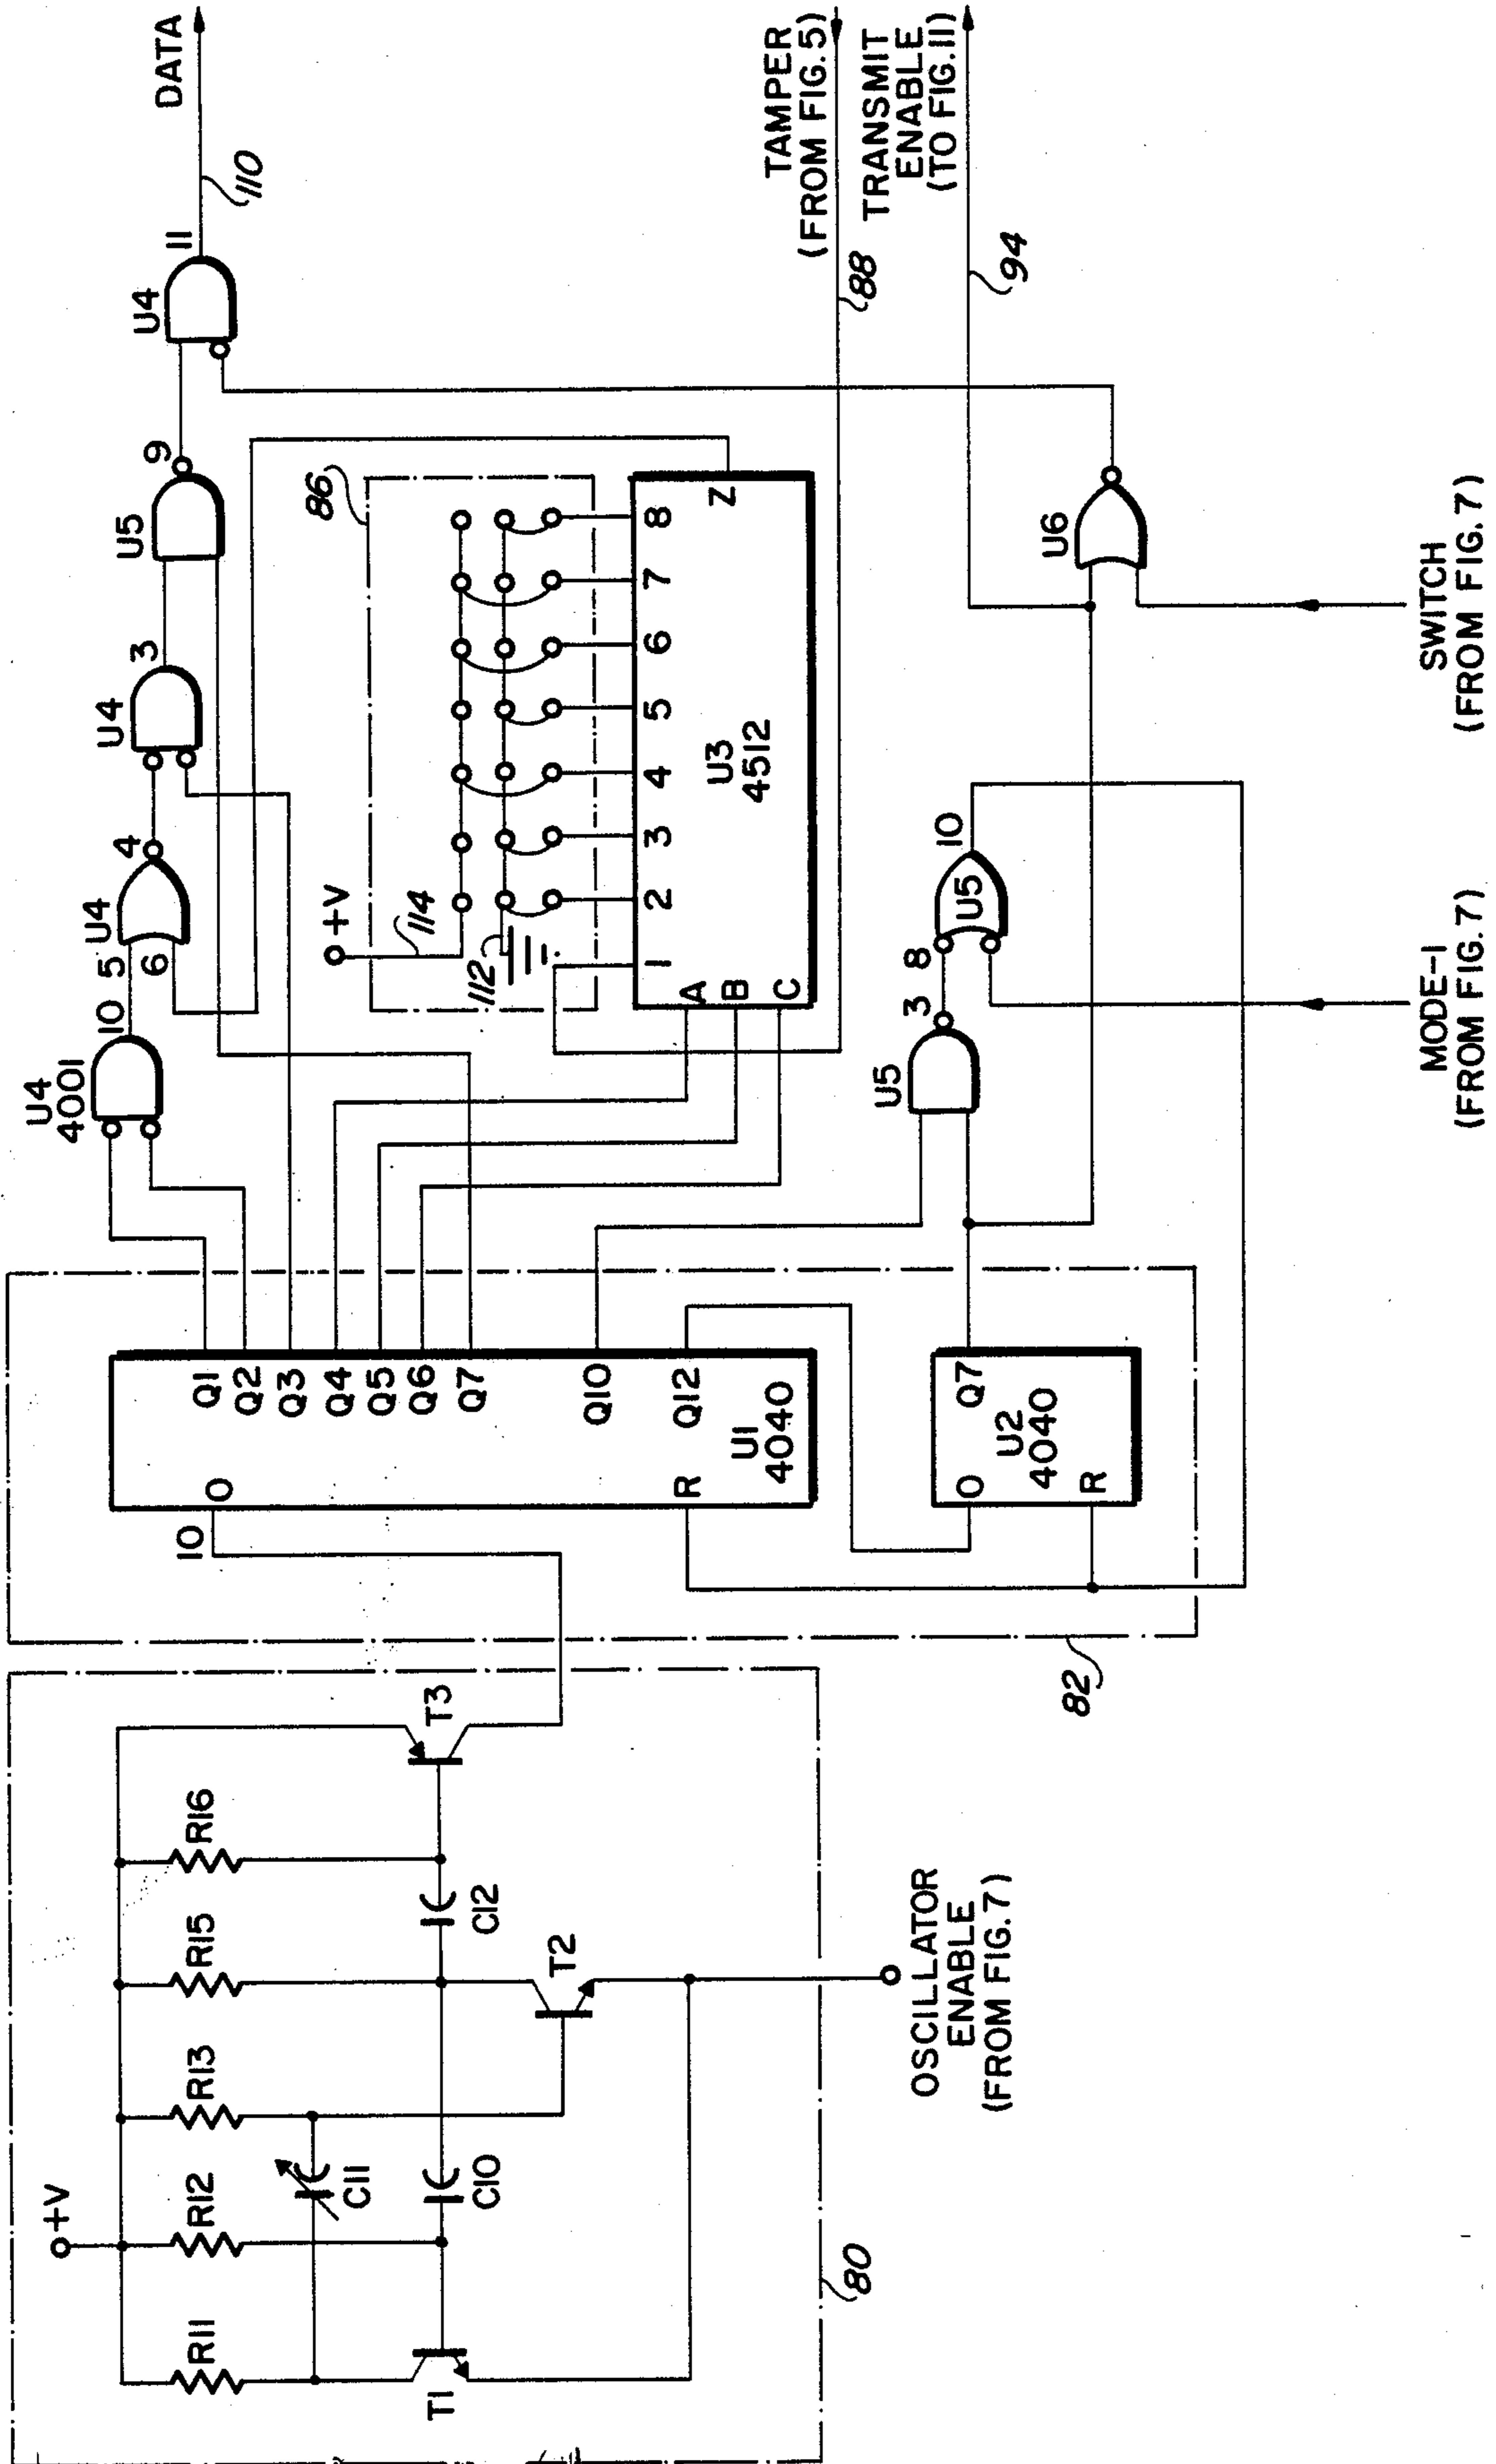 +V
R11
R12
R13
R15
R16
C11
C10
C12
T1
T2
T3
80
OSCILLATOR
ENABLE
(FROM FIG. 7)
82
10
O
R
Q1
Q2
Q3
Q4
Q5
Q6
Q7
Q10
Q12
U1
4040
O
R
Q7
U2
4040
U4
4001
10
5
6
U4
4
U4
3
U5
9
U4
11
110
DATA
86
+V
114
112
1
2
3
4
5
6
7
8
A
B
C
Z
U3
4512
TAMPER
(FROM FIG. 5)
88
TRANSMIT
ENABLE
(TO FIG. 11)
94
U5
3
8
U5
10
U6
MODE-1
(FROM FIG. 7)
SWITCH
(FROM FIG. 7)